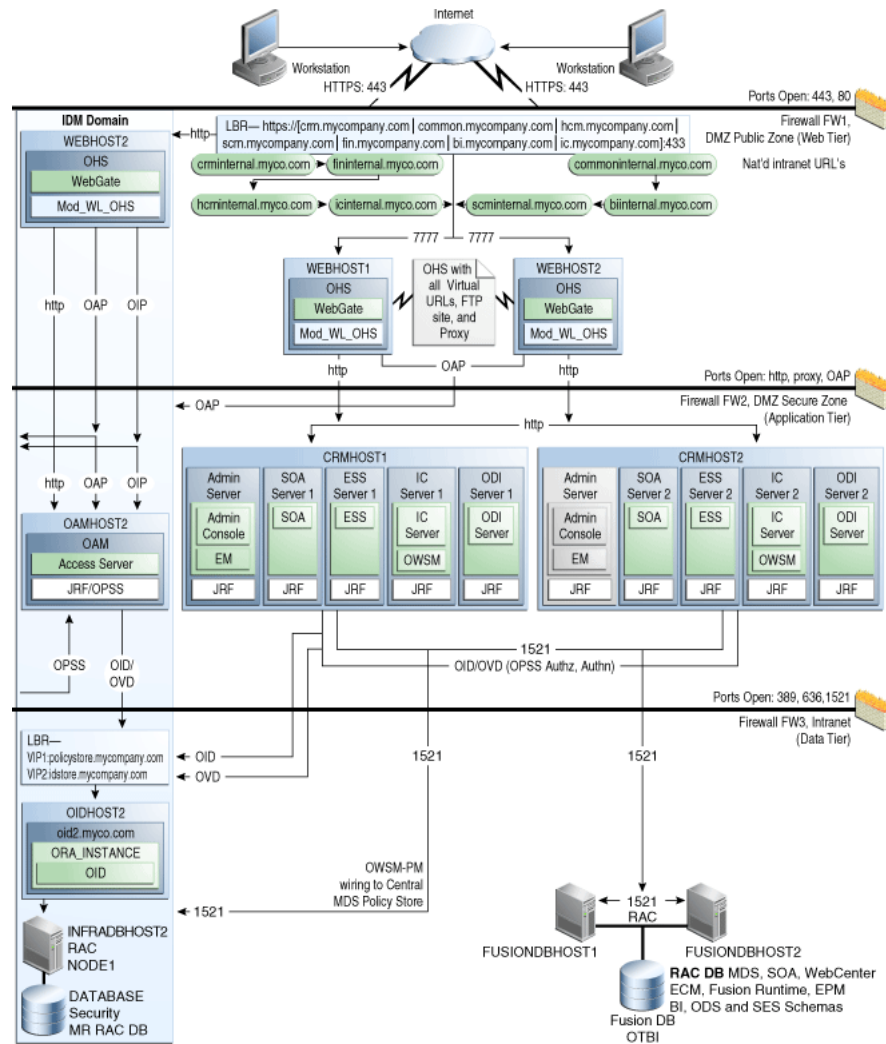 Internet
Workstation
Workstation
HTTPS: 443
HTTPS: 443
Ports Open: 443, 80
Firewall FW1,
DMZ Public Zone (Web Tier)
Nat'd intranet URL's
IDM Domain
WEBHOST2
OHS
WebGate
Mod_WL_OHS
http
LBR— https://[crm.mycompany.com | common.mycompany.com | hcm.mycompany.com |
scm.mycompany.com | fin.mycompany.com | bi.mycompany.com | ic.mycompany.com]:433
crminternal.myco.com
fininternal.myco.com
commoninternal.myco.com
hcminternal.myco.com
icinternal.myco.com
scminternal.myco.com
biinternal.myco.com
7777
7777
WEBHOST1
OHS
WebGate
Mod_WL_OHS
OHS with
all Virtual
URLs, FTP
site, and
Proxy
WEBHOST2
OHS
WebGate
Mod_WL_OHS
http
OAP
OIP
http
OAP
http
Ports Open: http, proxy, OAP
Firewall FW2, DMZ Secure Zone
(Application Tier)
OAP
http
http
OAP
OIP
CRMHOST1
Admin
Server
Admin
Console
EM
JRF
SOA
Server 1
SOA
JRF
ESS
Server 1
ESS
JRF
IC
Server 1
IC
Server
OWSM
JRF
ODI
Server 1
ODI
Server
JRF
CRMHOST2
Admin
Server
Admin
Console
EM
JRF
SOA
Server 2
SOA
JRF
ESS
Server 2
ESS
JRF
IC
Server 2
IC
Server
OWSM
JRF
ODI
Server 2
ODI
Server
JRF
OAMHOST2
OAM
Access Server
JRF/OPSS
OPSS
OID/
OVD
1521
OID/OVD (OPSS Authz, Authn)
Ports Open: 389, 636,1521
Firewall FW3, Intranet
(Data Tier)
LBR—
VIP1:policystore.mycompany.com
VIP2:idstore.mycompany.com
OID
OVD
1521
1521
OIDHOST2
oid2.myco.com
ORA_INSTANCE
OID
OWSM-PM
wiring to Central
MDS Policy Store
1521
INFRADBHOST2
RAC
NODE1
DATABASE
Security
MR RAC DB
1521
RAC
FUSIONDBHOST1
FUSIONDBHOST2
RAC DB MDS, SOA, WebCenter
ECM, Fusion Runtime, EPM
BI, ODS and SES Schemas
Fusion DB
OTBI